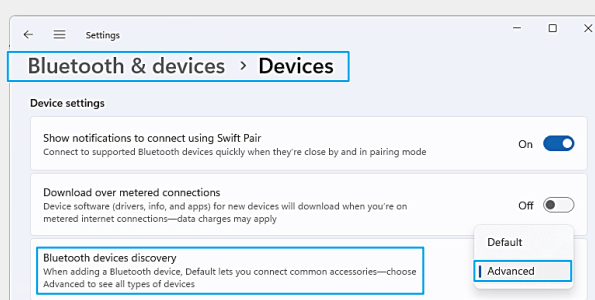 Settings
Bluetooth & devices > Devices
Device settings
Show notifications to connect using Swift Pair
Connect to supported Bluetooth devices quickly when they're close by and in pairing mode
On
Download over metered connections
Device software (drivers, info, and apps) for new devices will download when you're on
metered internet connections—data charges may apply
Off
Bluetooth devices discovery
When adding a Bluetooth device, Default lets you connect common accessories—choose
Advanced to see all types of devices
Default
Advanced